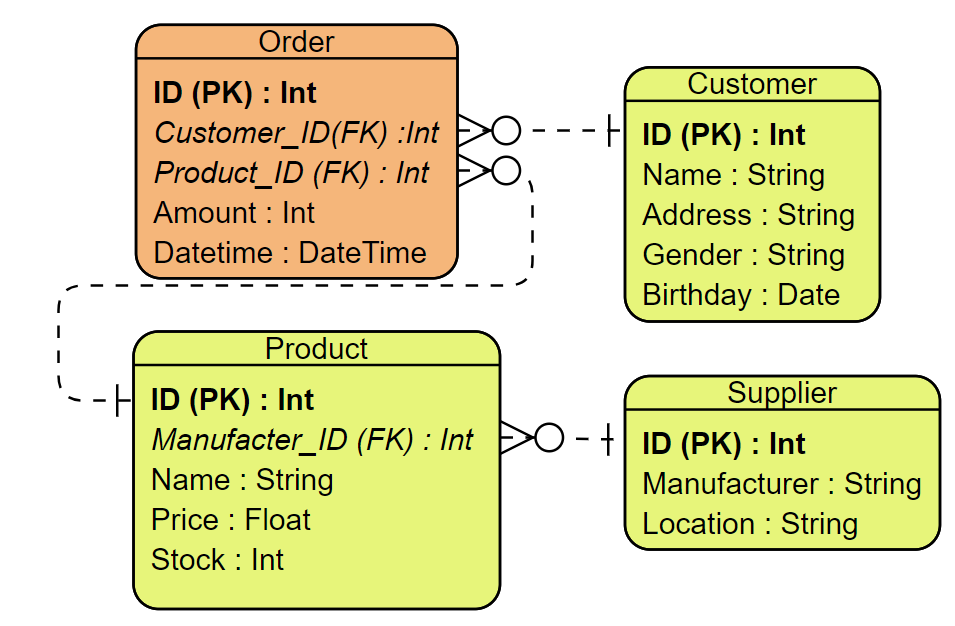 Order
ID (PK) : Int
Customer_ID(FK) :Int
Product_ID (FK) : Int
Amount : Int
Datetime : DateTime
Customer
ID (PK) : Int
Name : String
Address : String
Gender : String
Birthday : Date
Product
ID (PK) : Int
Manufacter_ID (FK) : Int
Name : String
Price : Float
Stock : Int
Supplier
ID (PK) : Int
Manufacturer : String
Location : String